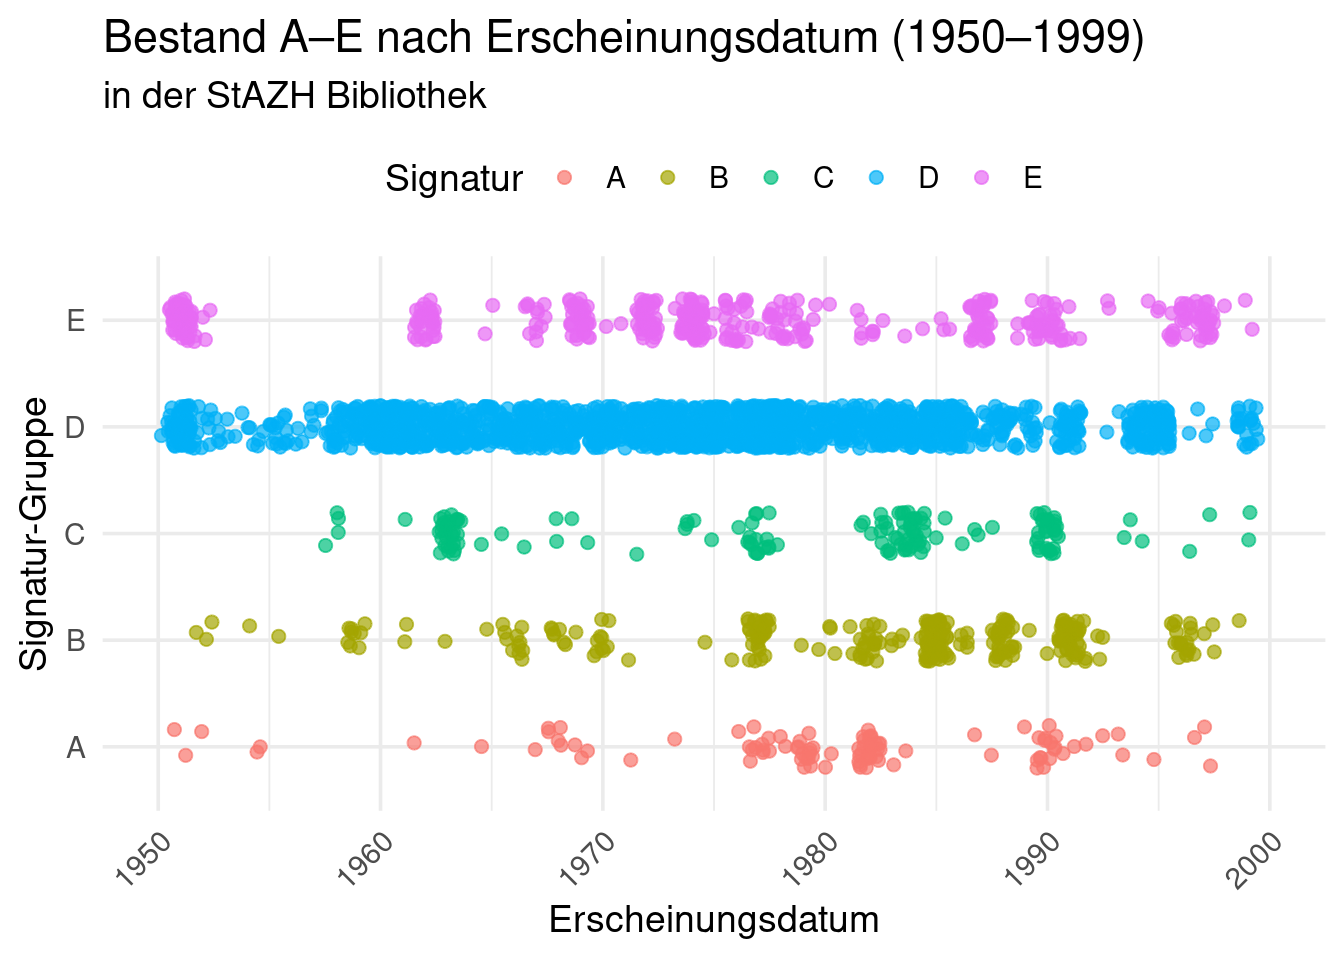 Bestand A–E nach Erscheinungsdatum (1950–1999)
in der StAZH Bibliothek
Signatur A B C D E
E
D
C
B
A
Signatur-Gruppe
1950 1960 1970 1980 1990 2000
Erscheinungsdatum